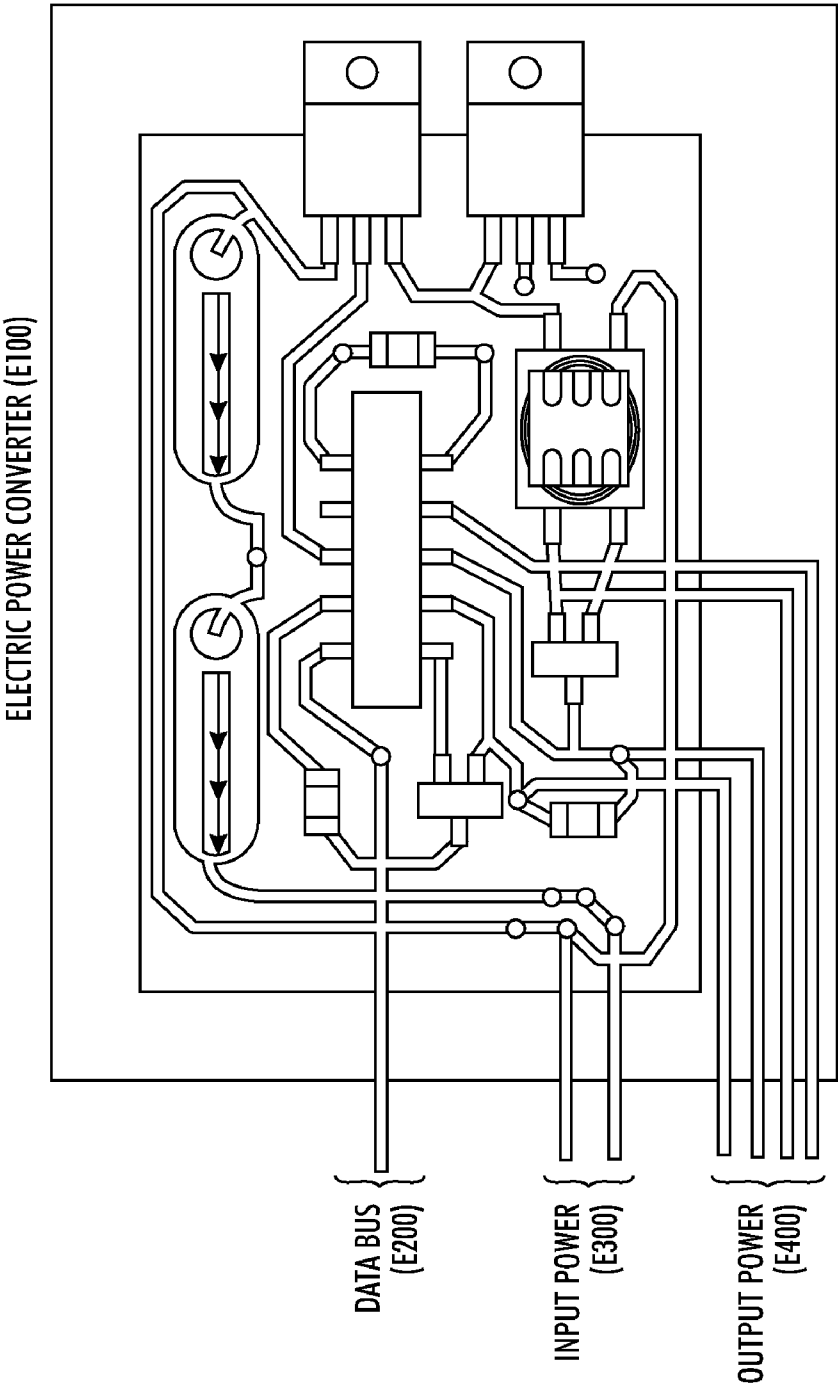 ELECTRIC POWER CONVERTER (E100)
DATA BUS
(E200)
INPUT POWER
(E300)
OUTPUT POWER
(E400)